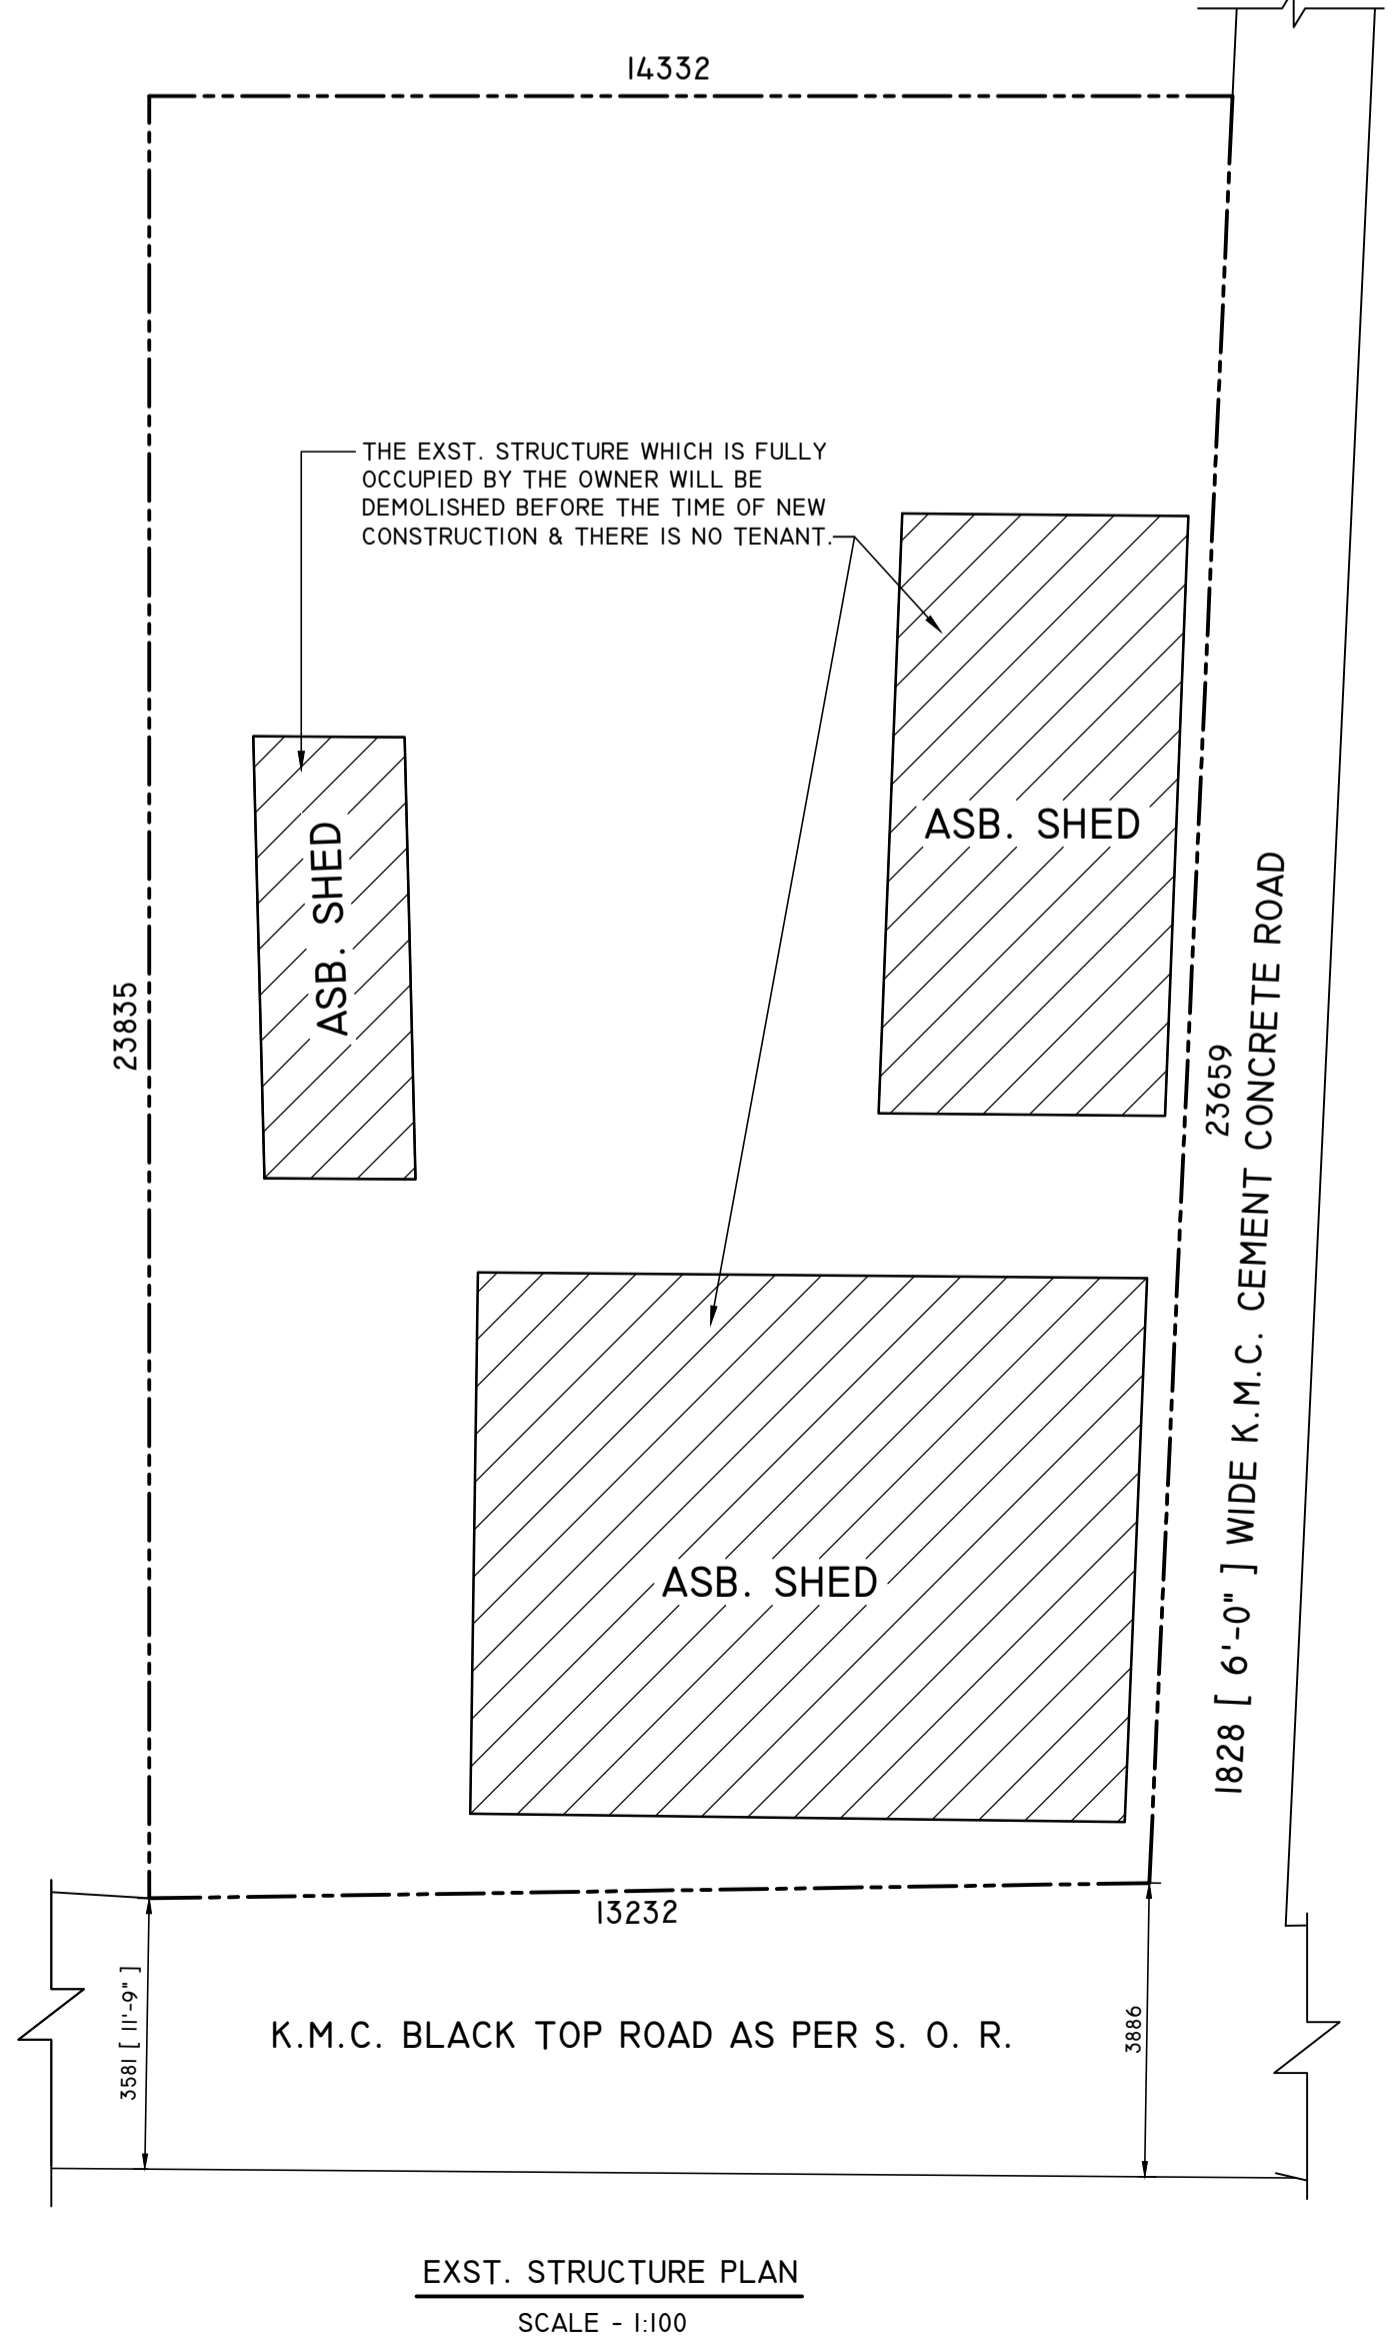 14332
THE EXST. STRUCTURE WHICH IS FULLY
OCCUPIED BY THE OWNER WILL BE
DEMOLISHED BEFORE THE TIME OF NEW
CONSTRUCTION & THERE IS NO TENANT.
ASB. SHED
ASB. SHED
23835
23659
1828 [ 6'-0" ] WIDE K.M.C. CEMENT CONCRETE ROAD
ASB. SHED
13232
3581 [ 11'-9" ]
K.M.C. BLACK TOP ROAD AS PER S. O. R.
3886
EXST. STRUCTURE PLAN
SCALE - 1:100